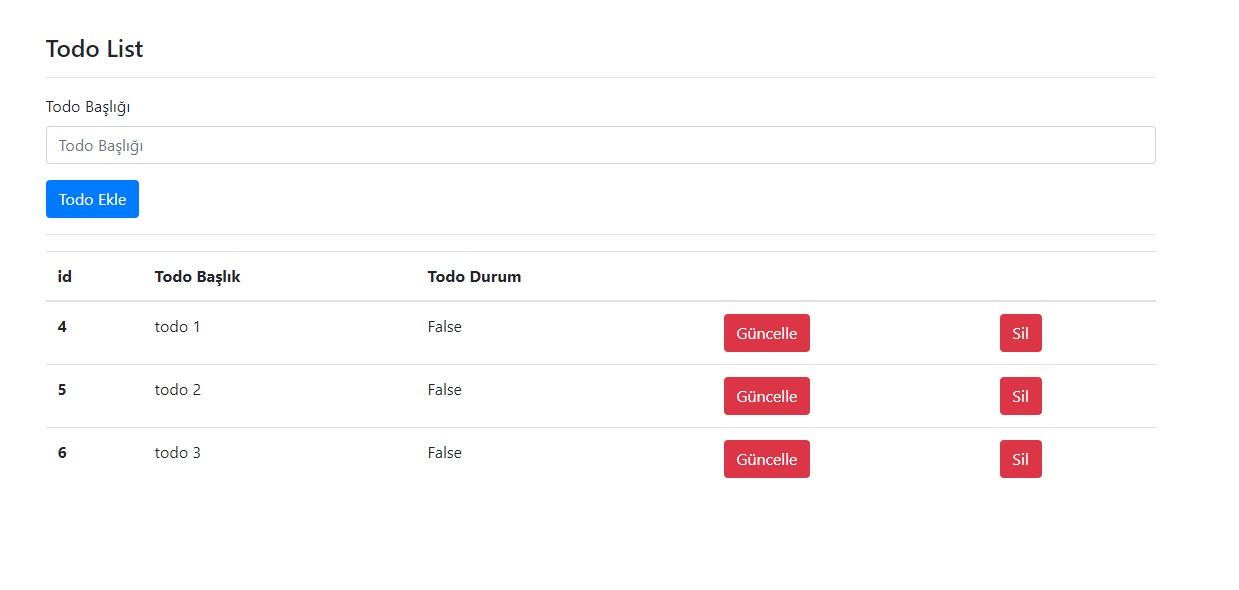 Todo List
Todo Başlığı
Todo Başlığı
Todo Ekle
id Todo Başlık Todo Durum
4 todo 1 False Güncelle Sil
5 todo 2 False Güncelle Sil
6 todo 3 False Güncelle Sil